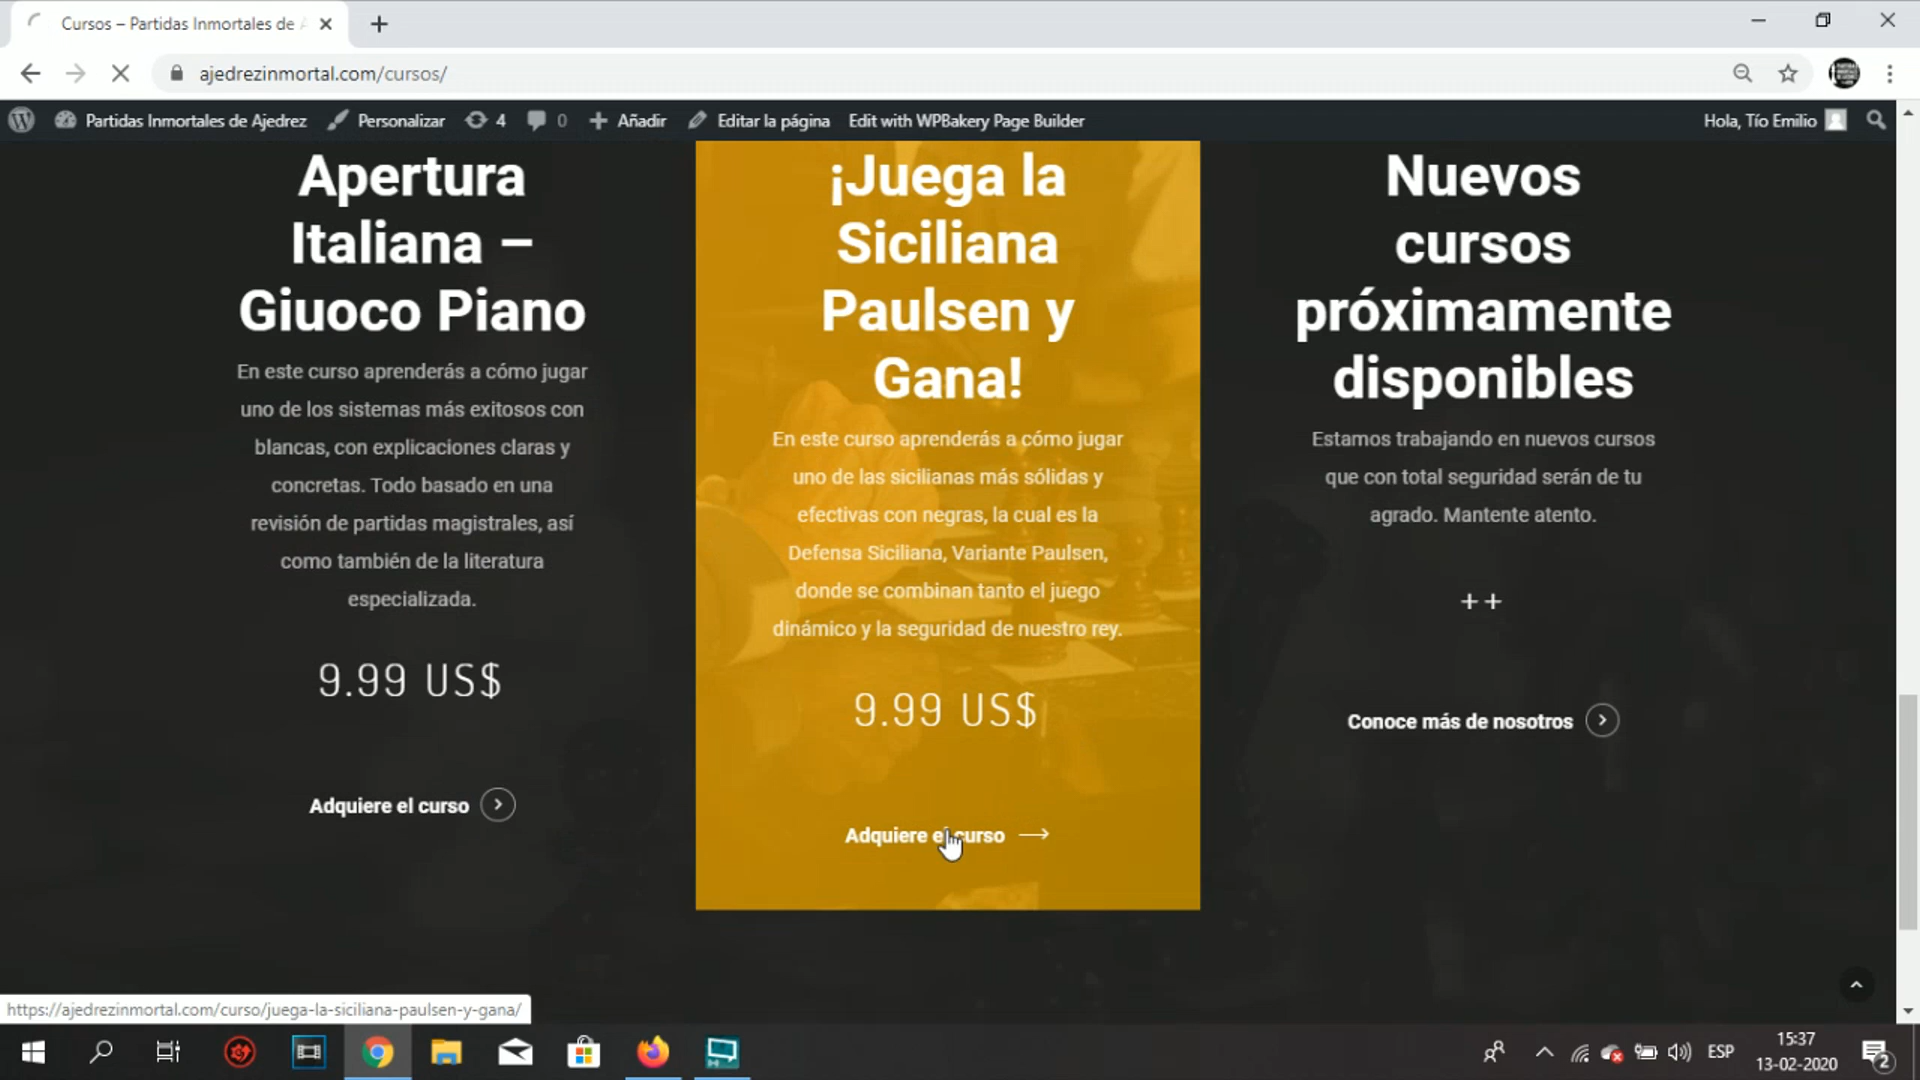 Cursos – Partidas Inmortales de
ajedrezinmortal.com/cursos/
Partidas Inmortales de Ajedrez Personalizar 4 0 Añadir Editar la página Edit with WPBakery Page Builder Hola, Tío Emilio
Apertura
Italiana –
Giuoco Piano
En este curso aprenderás a cómo jugar
uno de los sistemas más exitosos con
blancas, con explicaciones claras y
concretas. Todo basado en una
revisión de partidas magistrales, así
como también de la literatura
especializada.
9.99 US$
Adquiere el curso
¡Juega la
Siciliana
Paulsen y
Gana!
En este curso aprenderás a cómo jugar
uno de las sicilianas más sólidas y
efectivas con negras, la cual es la
Defensa Siciliana, Variante Paulsen,
donde se combinan tanto el juego
dinámico y la seguridad de nuestro rey.
9.99 US$
Adquiere el curso
Nuevos
cursos
próximamente
disponibles
Estamos trabajando en nuevos cursos
que con total seguridad serán de tu
agrado. Mantente atento.
++
Conoce más de nosotros
https://ajedrezinmortal.com/curso/juega-la-siciliana-paulsen-y-gana/
ESP
15:37
13-02-2020
2